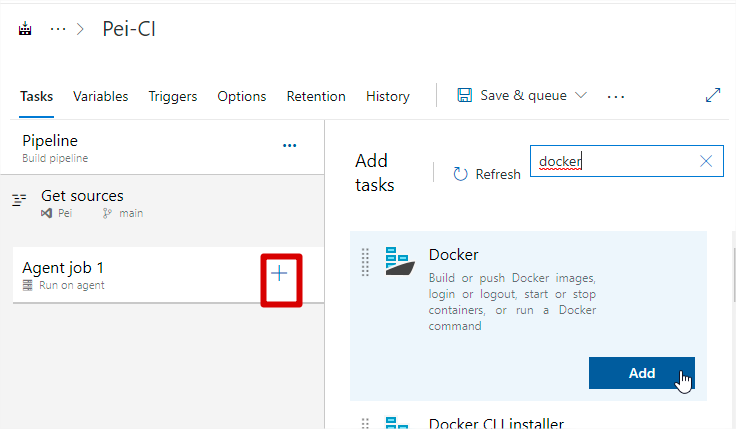 ··· > Pei-CI
Tasks Variables Triggers Options Retention History Save & queue ···
Pipeline ···
Build pipeline
Get sources
Pei main
Agent job 1 +
Run on agent
Add
tasks
Refresh
docker
Docker
Build or push Docker images,
login or logout, start or stop
containers, or run a Docker
command
Add
Docker CLI installer